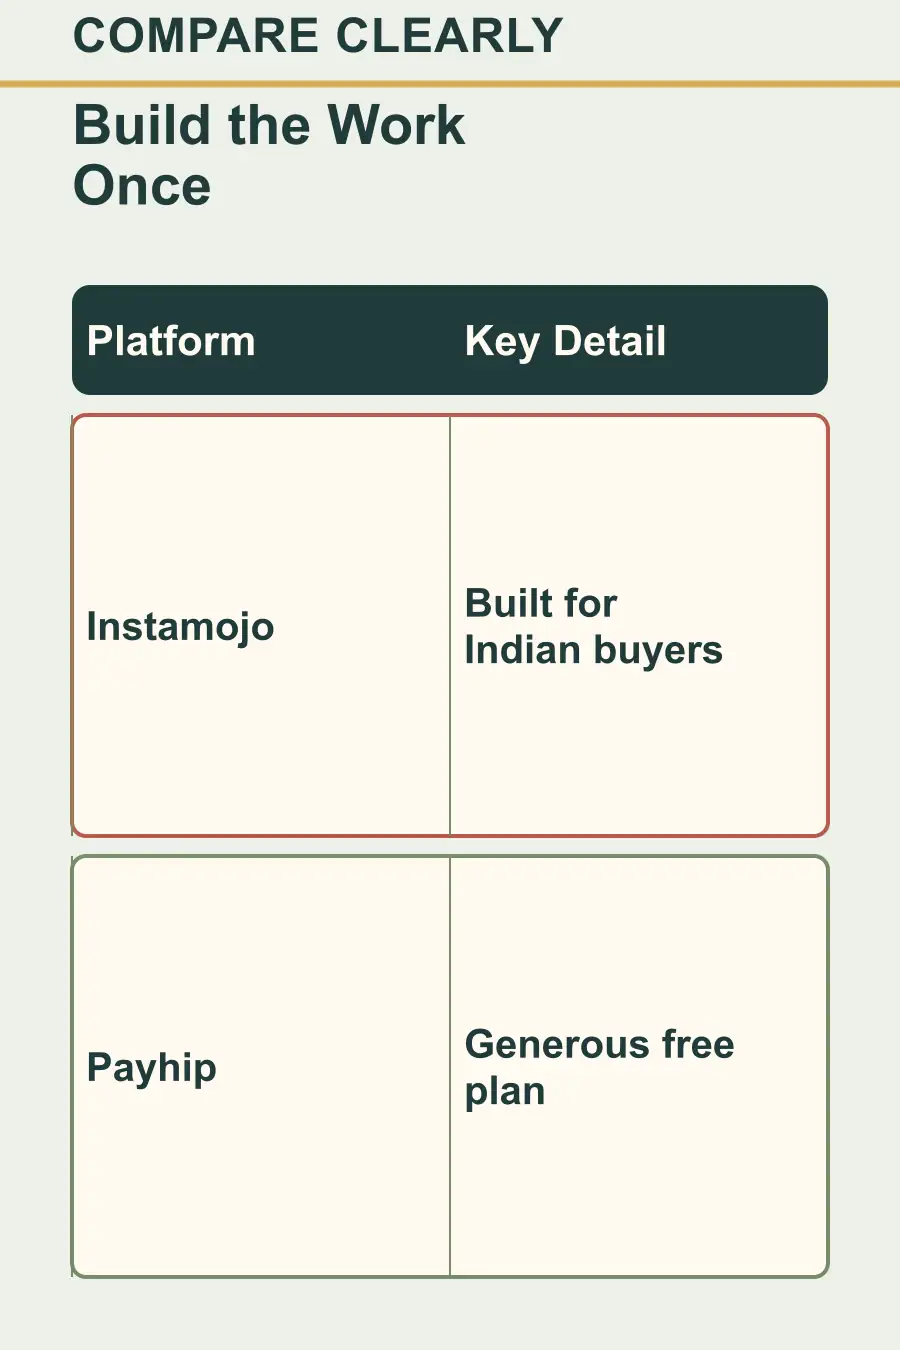 COMPARE CLEARLY
Build the Work
Once
Platform
Key Detail
Instamojo
Built for
Indian buyers
Payhip
Generous free
plan